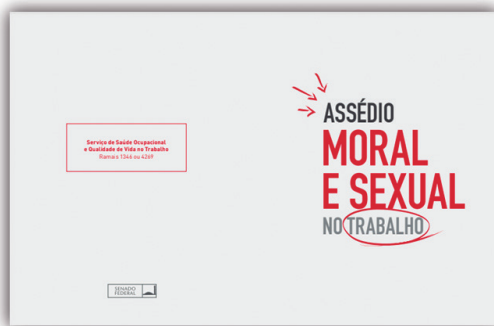 Serviço de Saúde Ocupacional
e Qualidade de Vida no Trabalho
Ramais 1346 ou 4269
SENADO
FEDERAL
ASSÉDIO
MORAL
E SEXUAL
NO TRABALHO